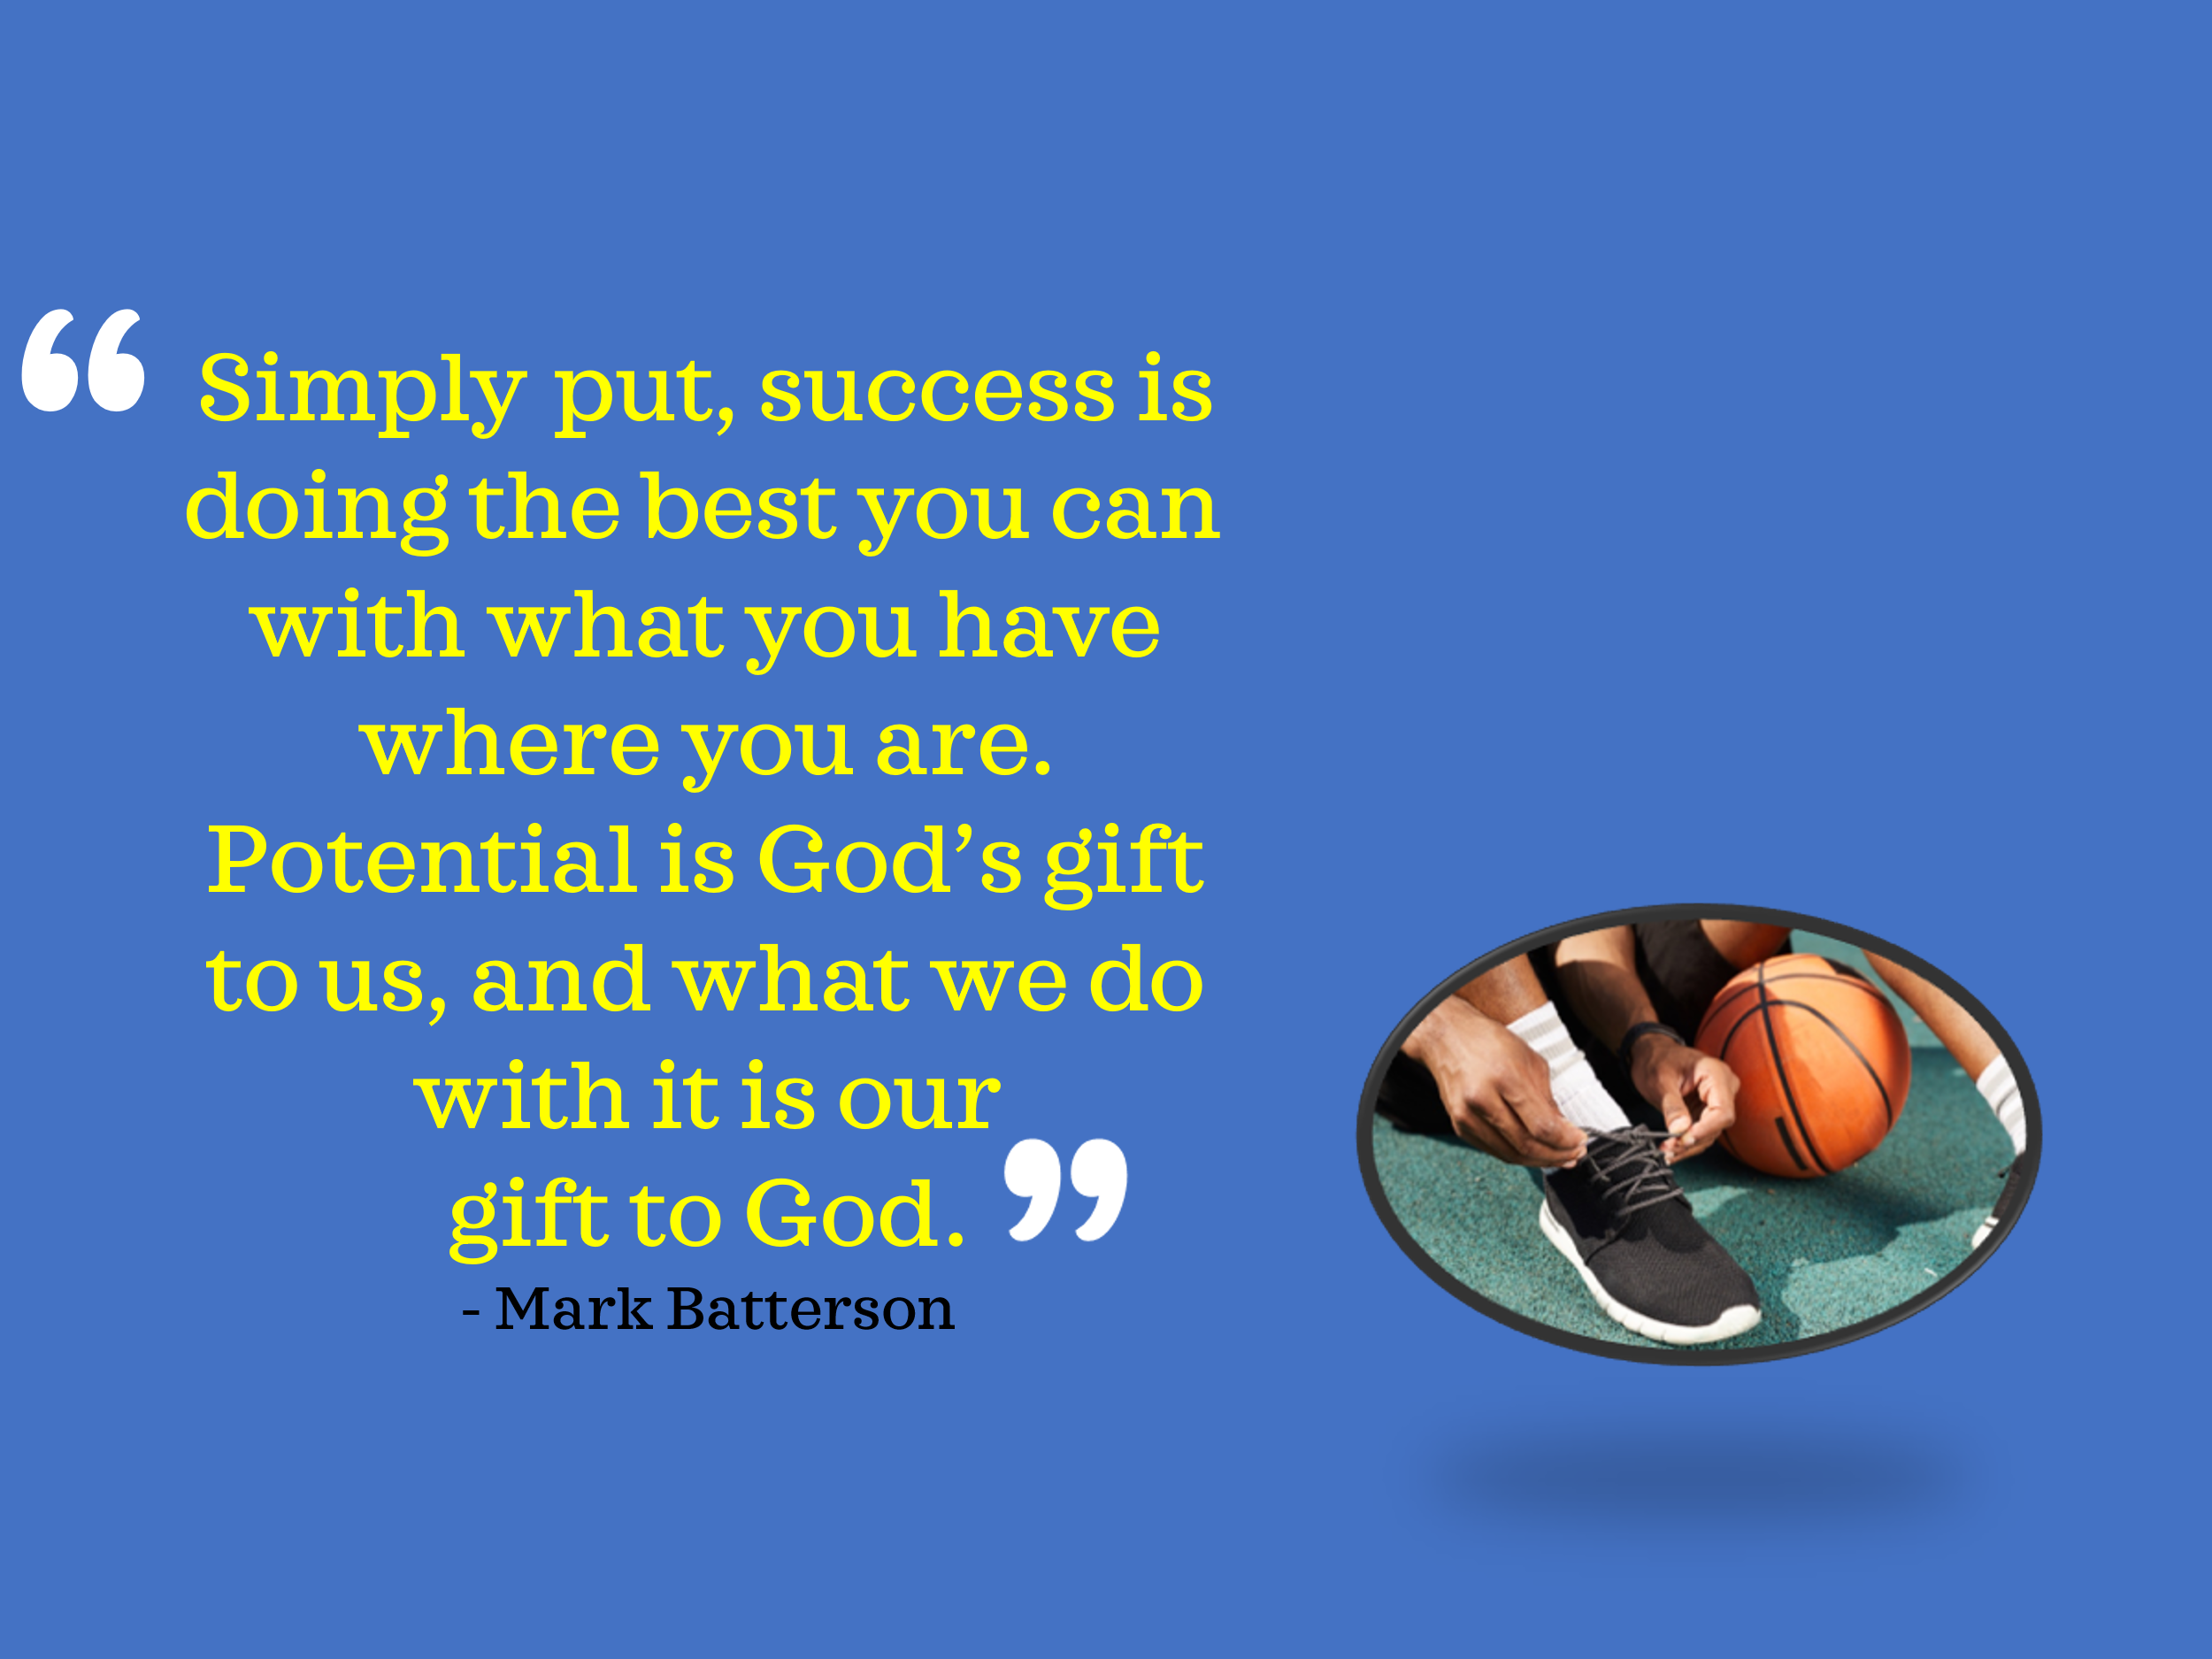 “ Simply put, success is
doing the best you can
with what you have
where you are.
Potential is God’s gift
to us, and what we do
with it is our
gift to God. ”
- Mark Batterson